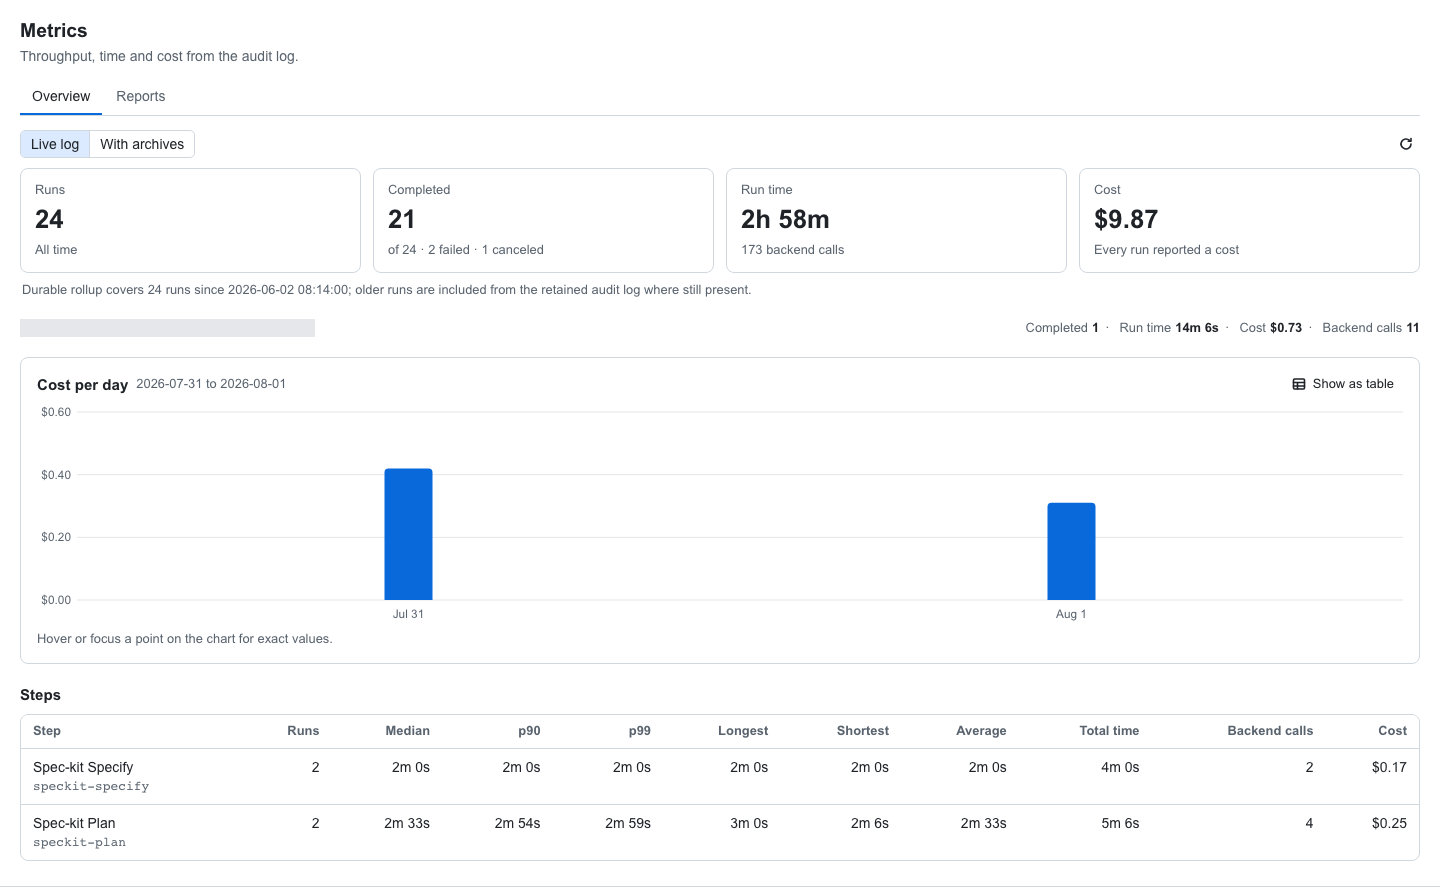 Metrics
Throughput, time and cost from the audit log.
Overview Reports
Live log With archives
Runs Completed Run time Cost
24 21 2h 58m $9.87
All time of 24 · 2 failed · 1 canceled 173 backend calls Every run reported a cost
Durable rollup covers 24 runs since 2026-06-02 08:14:00; older runs are included from the retained audit log where still present.
Completed 1 · Run time 14m 6s · Cost $0.73 · Backend calls 11
Cost per day 2026-07-31 to 2026-08-01 Show as table
$0.60
$0.40
$0.20
$0.00
Jul 31 Aug 1
Hover or focus a point on the chart for exact values.
Steps
Step Runs Median p90 p99 Longest Shortest Average Total time Backend calls Cost
Spec-kit Specify 2 2m 0s 2m 0s 2m 0s 2m 0s 2m 0s 2m 0s 4m 0s 2 $0.17
speckit-specify
Spec-kit Plan 2 2m 33s 2m 54s 2m 59s 3m 0s 2m 6s 2m 33s 5m 6s 4 $0.25
speckit-plan